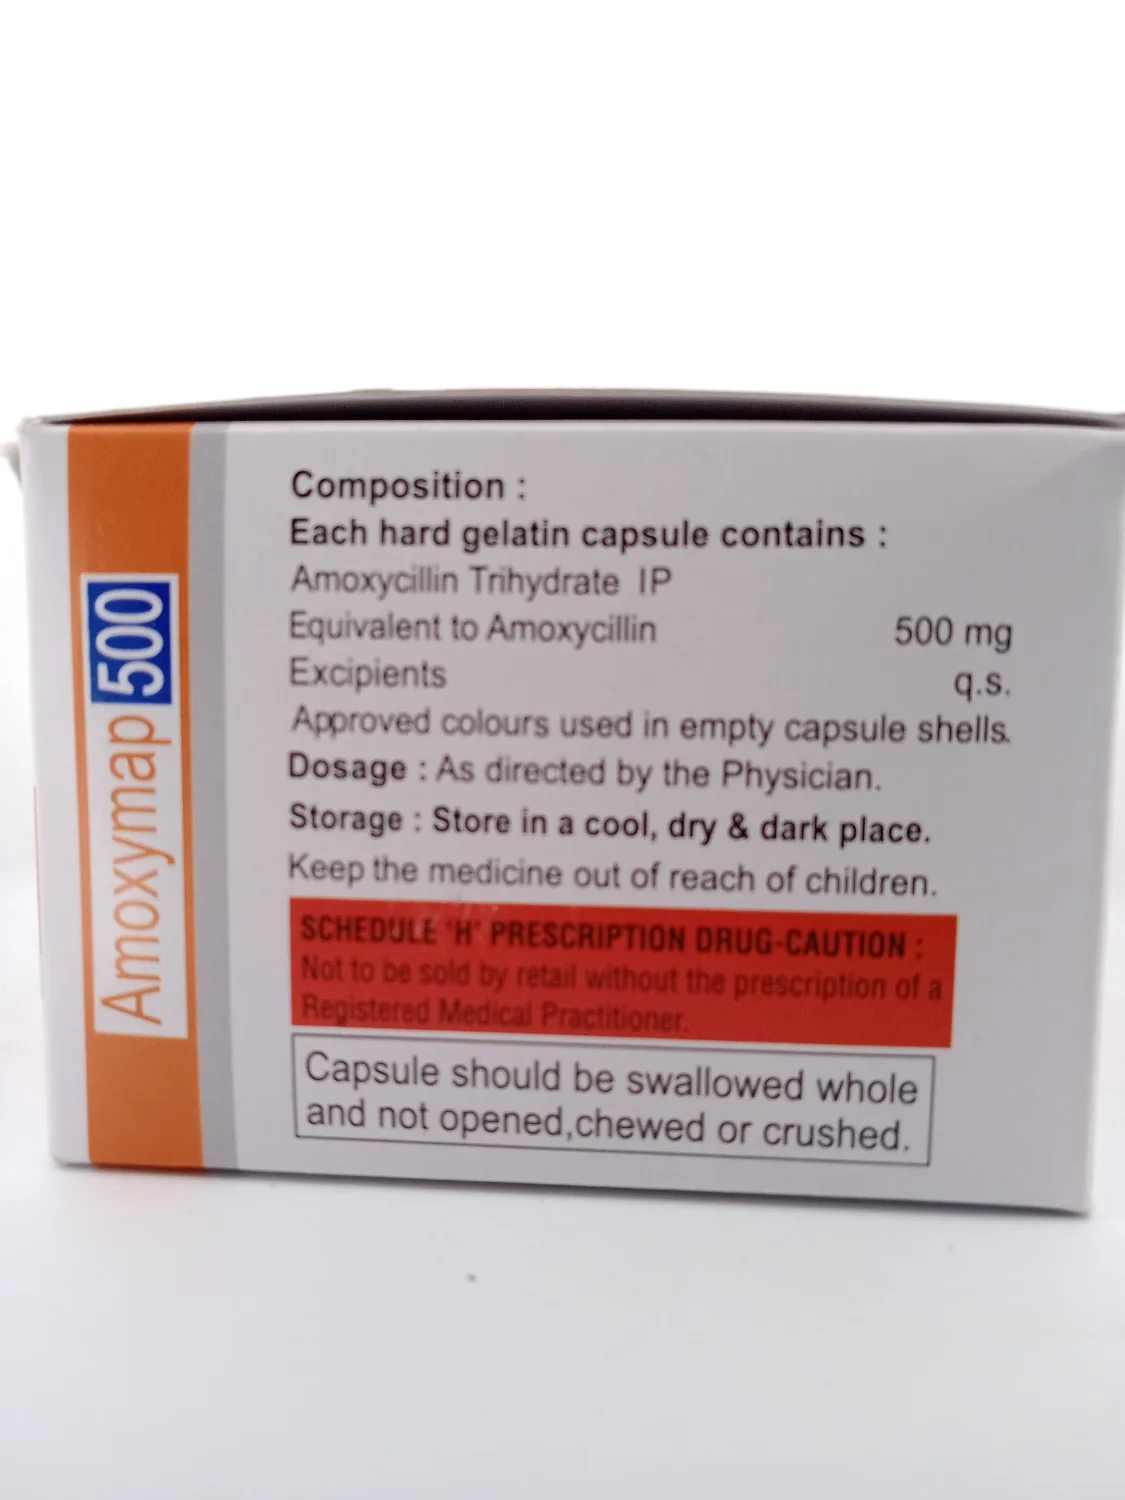 Amoxymap 500
Composition :
Each hard gelatin capsule contains :
Amoxycillin Trihydrate IP
Equivalent to Amoxycillin 500 mg
Excipients q.s.
Approved colours used in empty capsule shells.
Dosage : As directed by the Physician.
Storage : Store in a cool, dry & dark place.
Keep the medicine out of reach of children.
SCHEDULE 'H' PRESCRIPTION DRUG-CAUTION :
Not to be sold by retail without the prescription of a
Registered Medical Practitioner.
Capsule should be swallowed whole
and not opened,chewed or crushed.